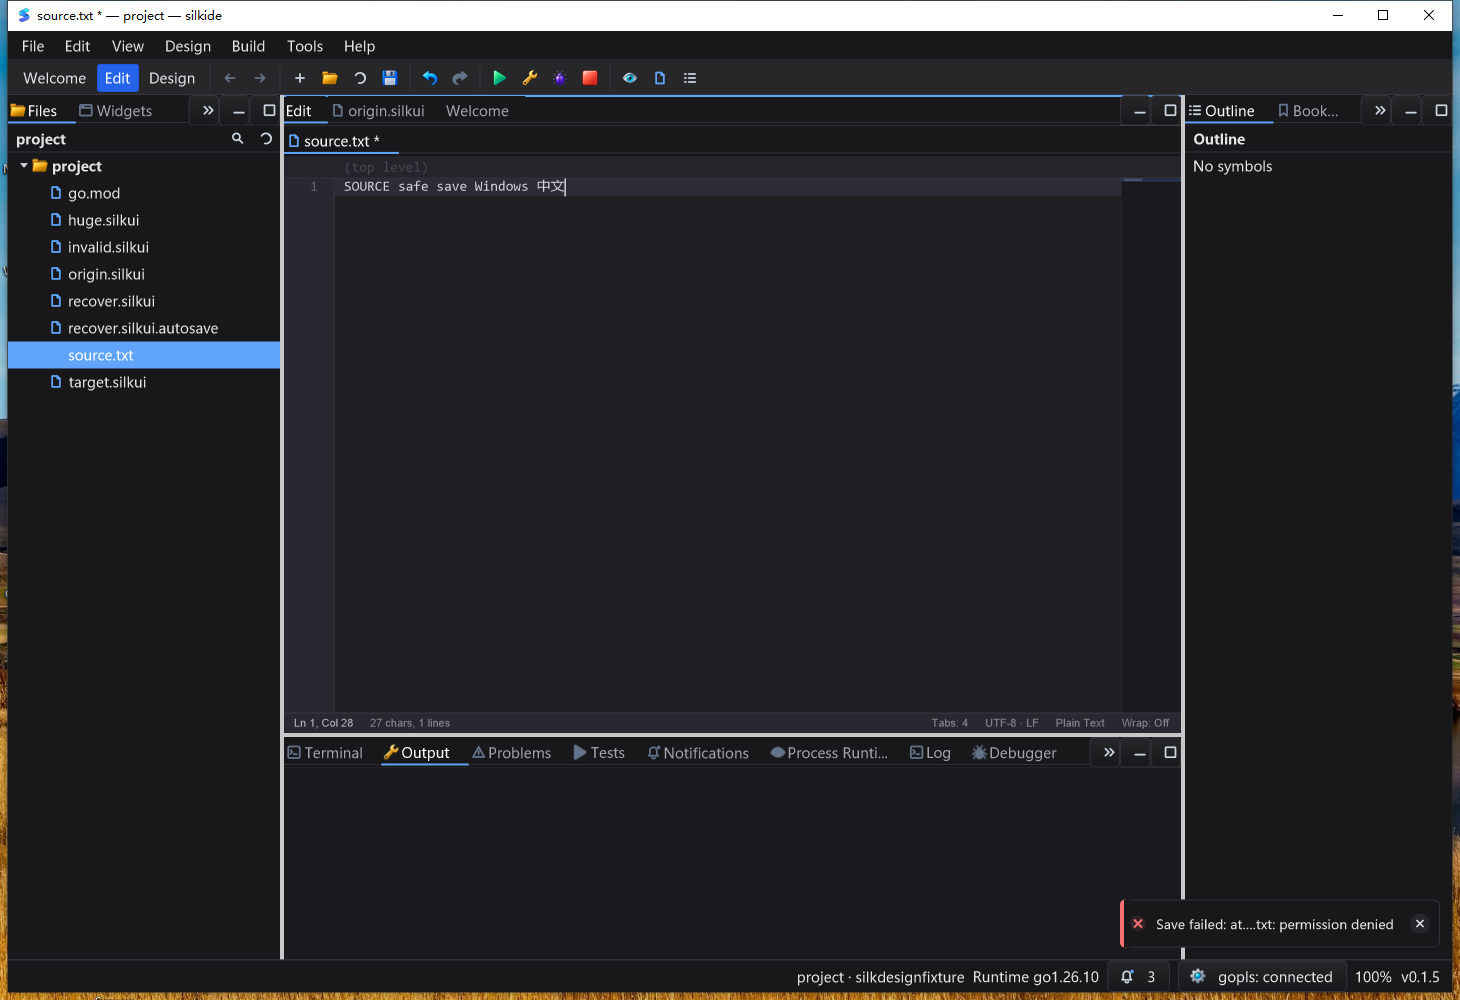 source.txt * — project — silkide
File Edit View Design Build Tools Help
Welcome Edit Design
Files Widgets
Edit origin.silkui Welcome
Outline Book...
project
source.txt *
Outline
project
(top level)
No symbols
1 SOURCE safe save Windows 中文
go.mod
huge.silkui
invalid.silkui
origin.silkui
recover.silkui
recover.silkui.autosave
source.txt
target.silkui
Ln 1, Col 28 27 chars, 1 lines Tabs: 4 UTF-8 · LF Plain Text Wrap: Off
Terminal Output Problems Tests Notifications Process Runti... Log Debugger
Save failed: at....txt: permission denied
project · silkdesignfixture Runtime go1.26.10 3 gopls: connected 100% v0.1.5